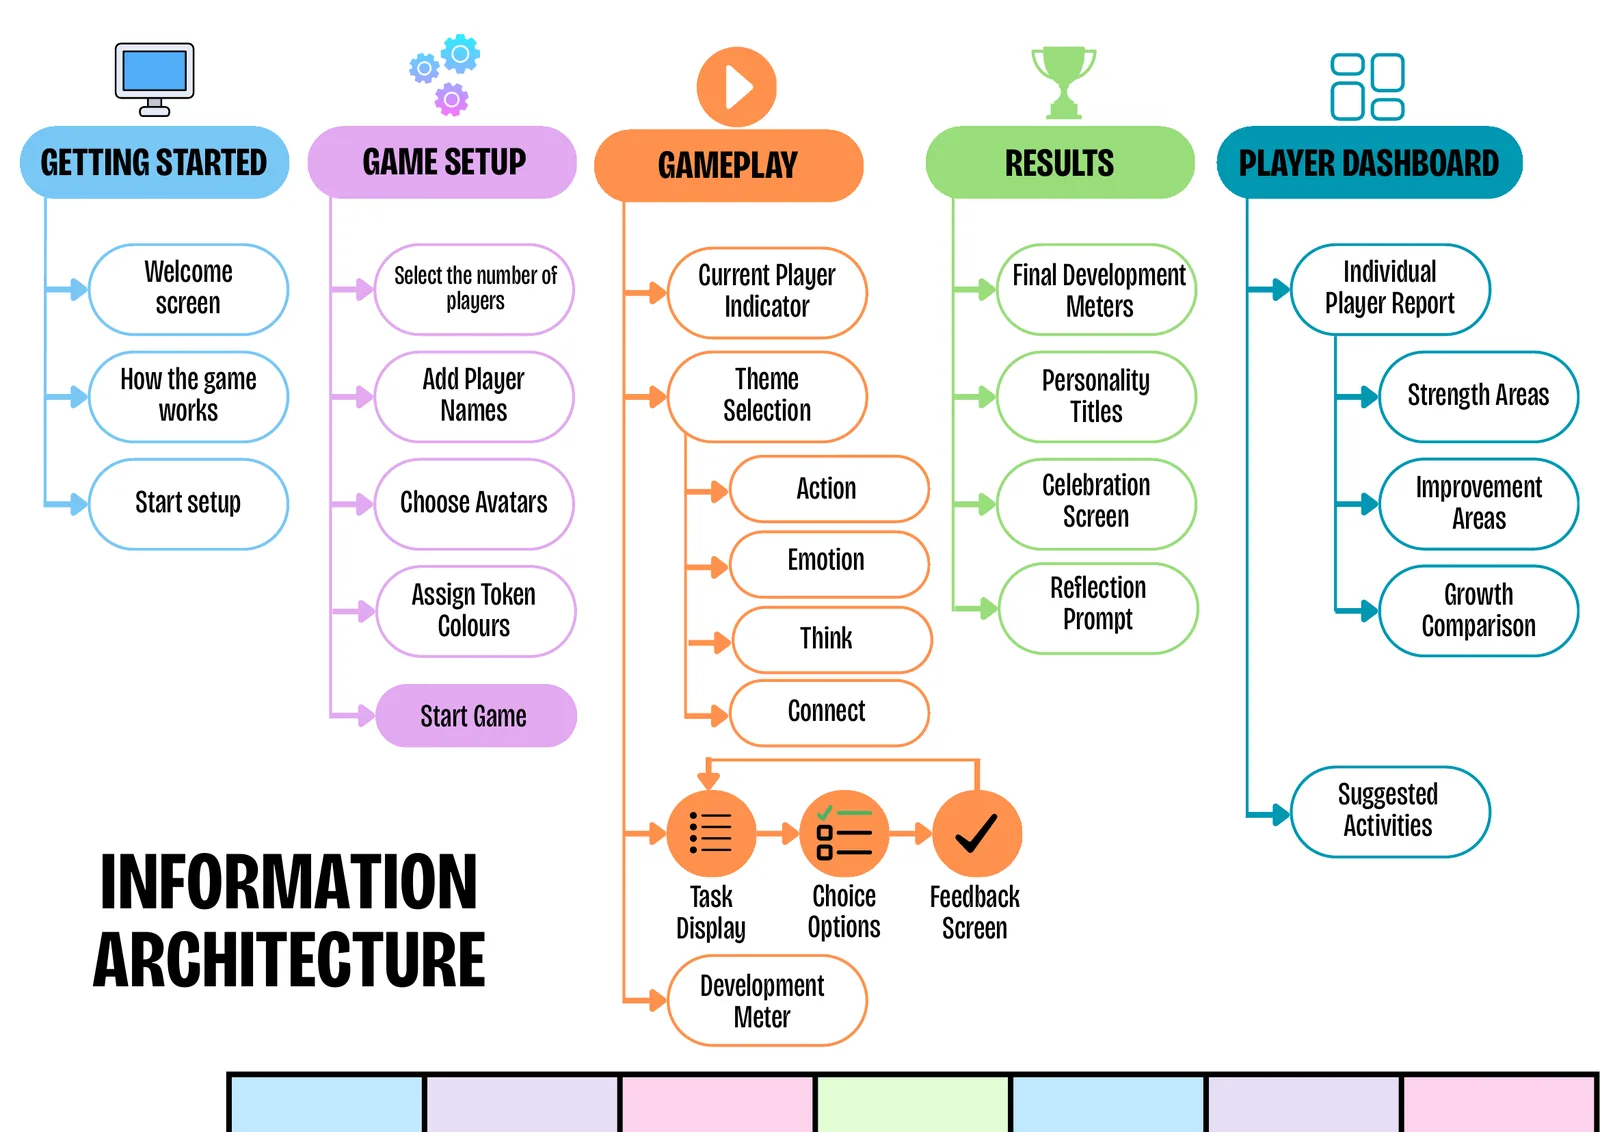 GETTING STARTED
Welcome
screen
How the game
works
Start setup
GAME SETUP
Select the number of
players
Add Player
Names
Choose Avatars
Assign Token
Colours
Start Game
GAMEPLAY
Current Player
Indicator
Theme
Selection
Action
Emotion
Think
Connect
Task
Display
Choice
Options
Feedback
Screen
Development
Meter
RESULTS
Final Development
Meters
Personality
Titles
Celebration
Screen
Reflection
Prompt
PLAYER DASHBOARD
Individual
Player Report
Strength Areas
Improvement
Areas
Growth
Comparison
Suggested
Activities
INFORMATION
ARCHITECTURE